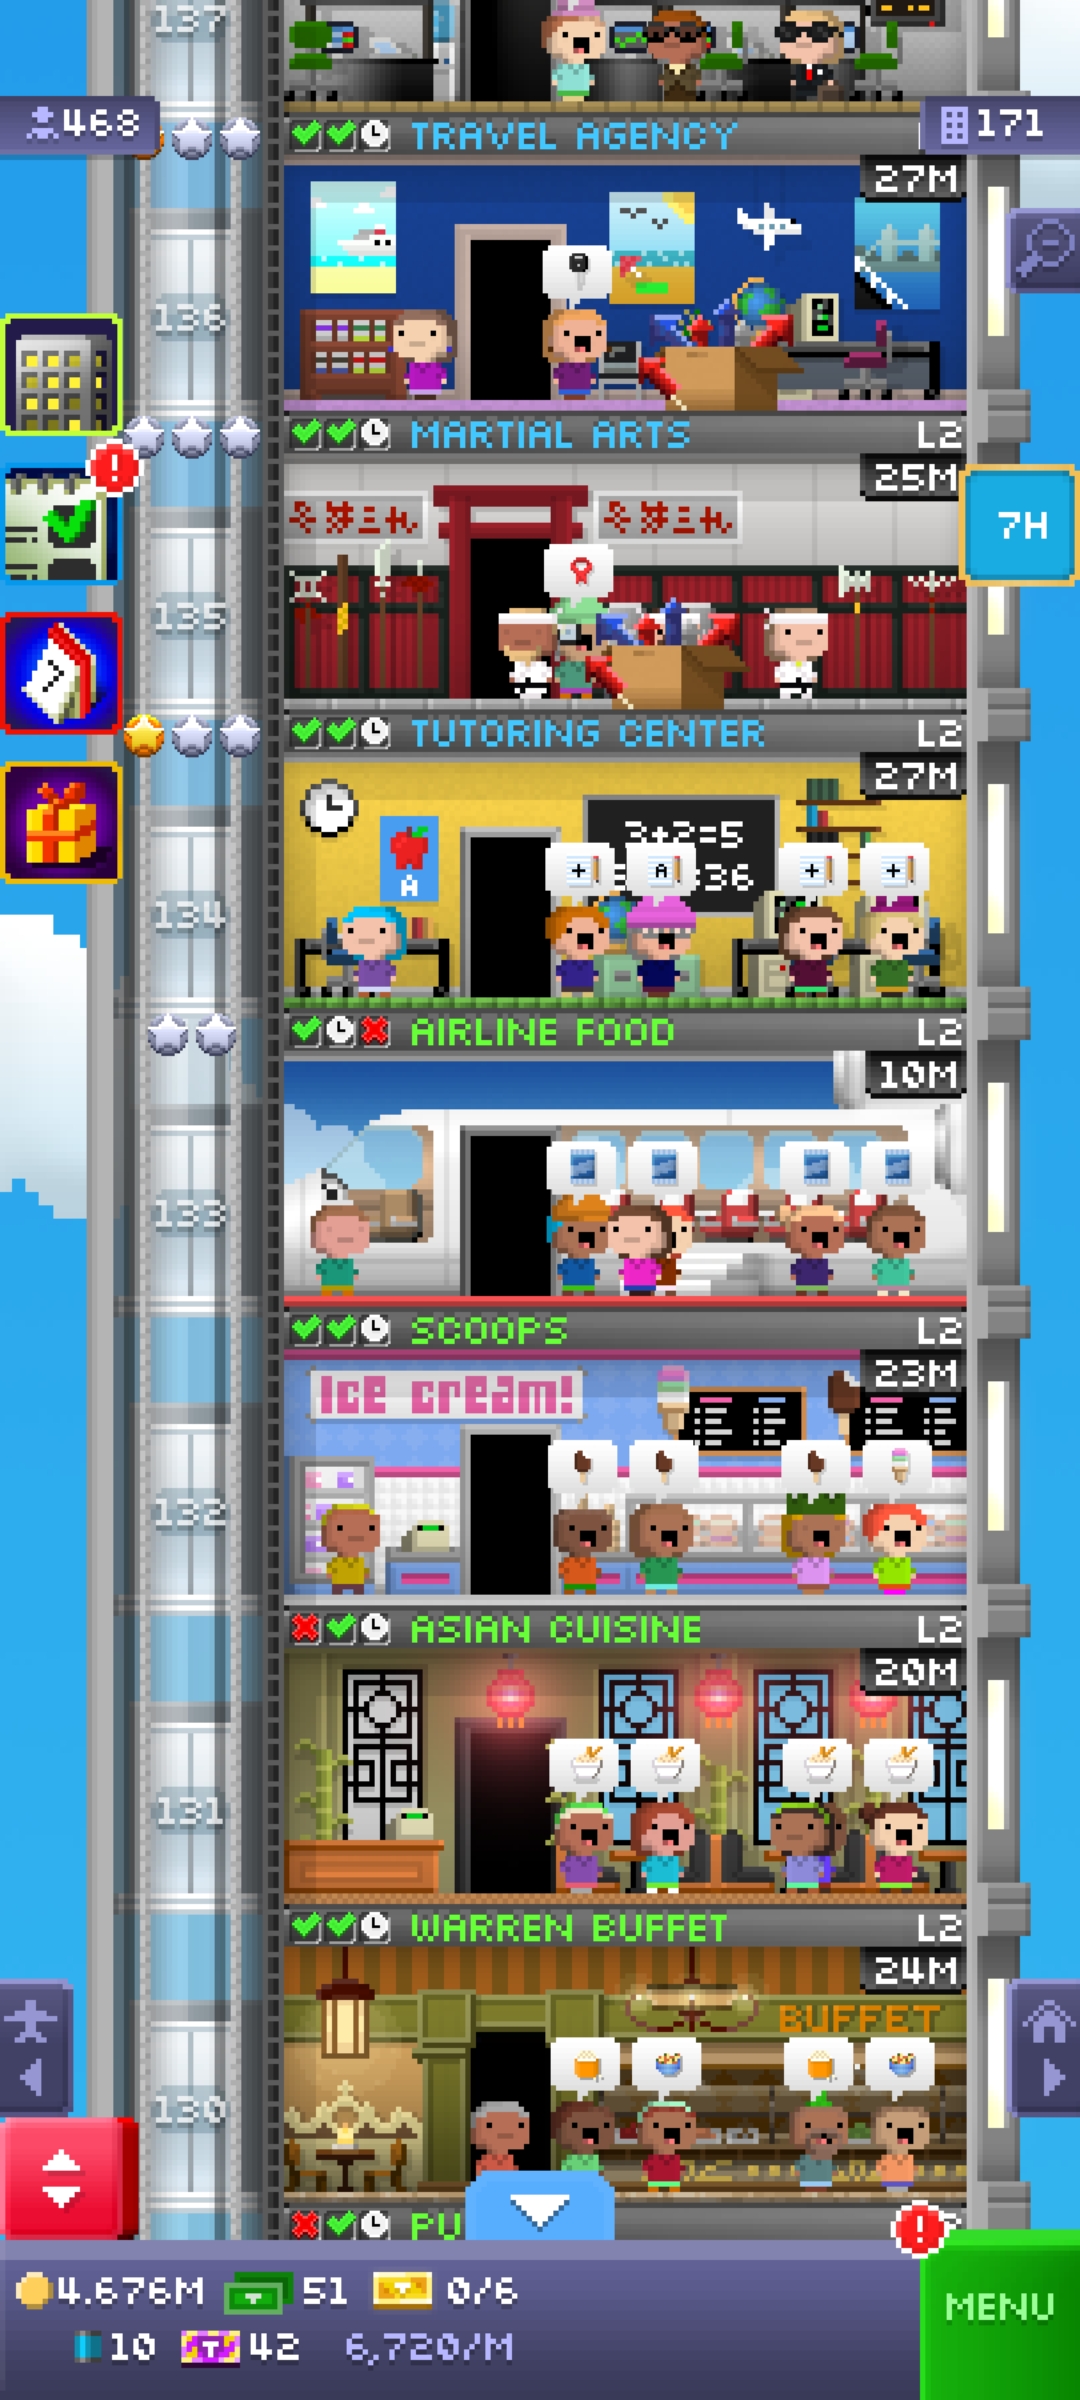 137
468
TRAVEL AGENCY
171
27M
136
MARTIAL ARTS
L2
25M
7H
135
TUTORING CENTER
L2
27M
3+2=5
36
A
134
AIRLINE FOOD
L2
10M
133
SCOOPS
L2
23M
Ice cream!
132
ASIAN CUISINE
L2
20M
131
WARREN BUFFET
L2
24M
BUFFET
130
PU
4.676M
51
0/6
MENU
10
T
42
6,720/M